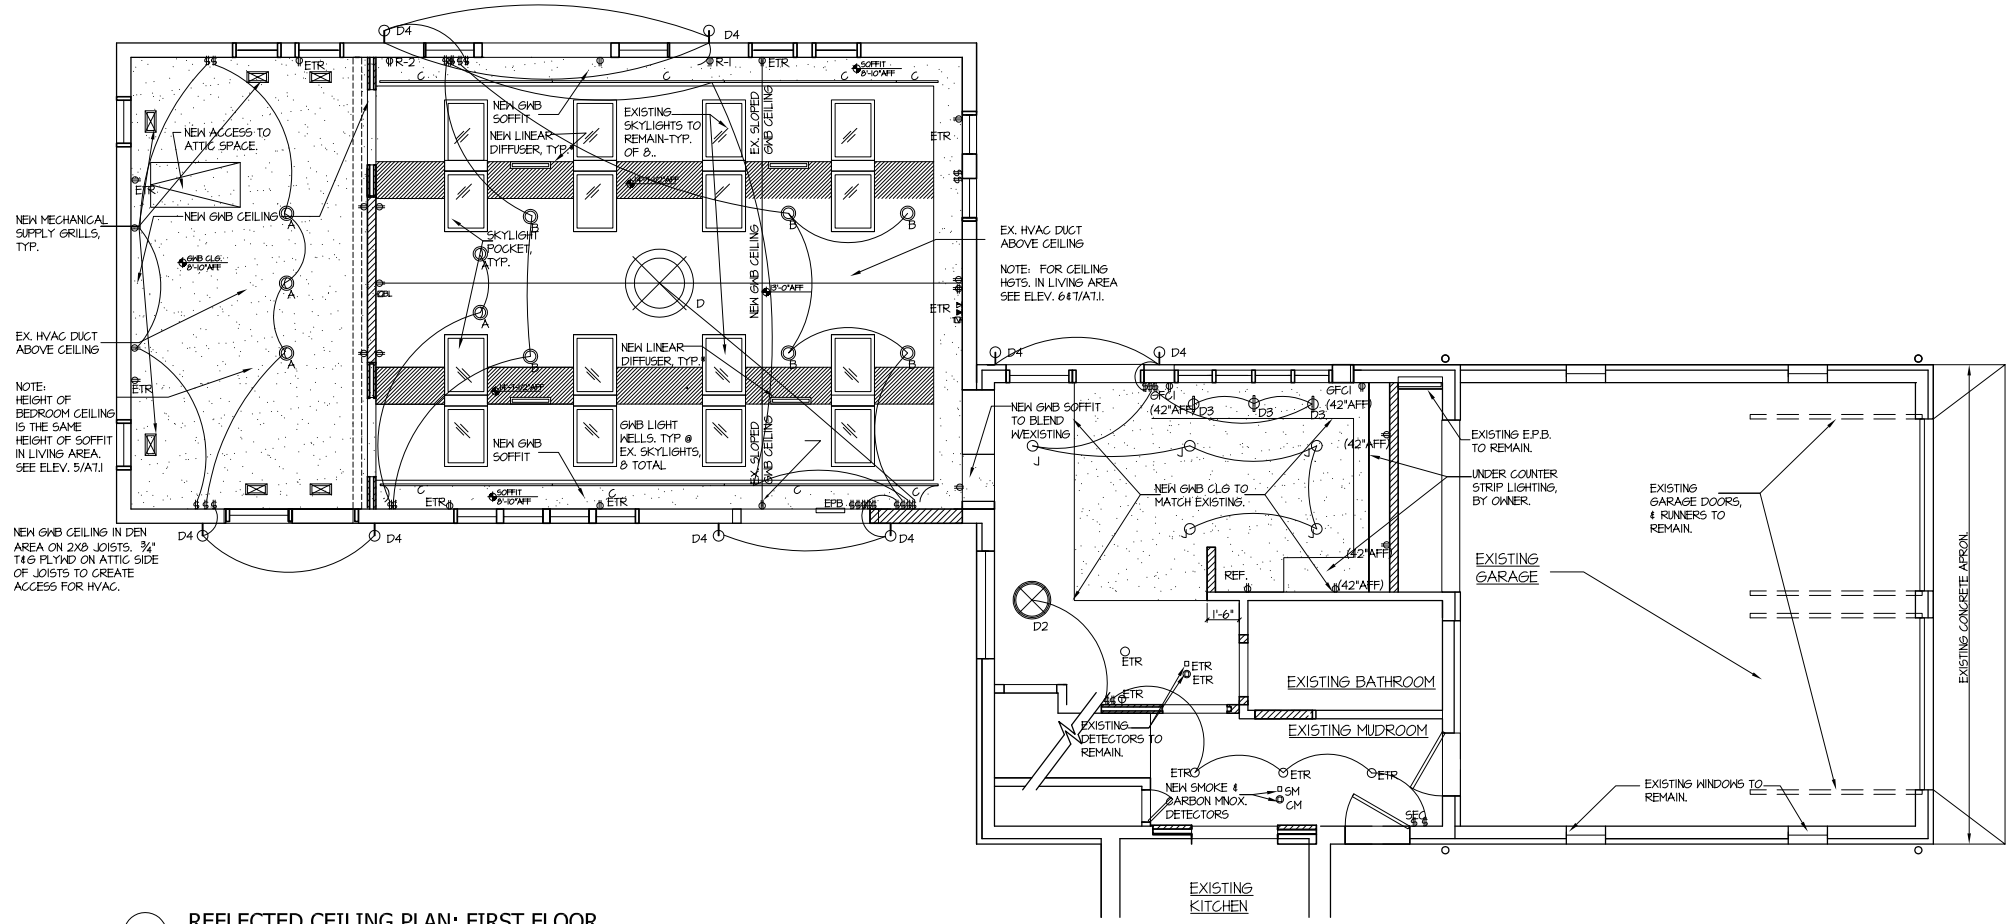 D4
D4
ETR
R-2
R-1
ETR
SOFFIT
8'-10"AFF
C
C
C
C
NEW GWB
SOFFIT
NEW LINEAR
DIFFUSER, TYP.
EXISTING
SKYLIGHTS TO
REMAIN-TYP.
OF 8..
EX. SLOPED
GWB CEILING
ETR
NEW ACCESS TO
ATTIC SPACE.
ETR
NEW MECHANICAL
SUPPLY GRILLS,
TYP.
NEW GWB CEILING
A
B
B
B
SKYLIGHT
POCKET,
TYP.
A
GWB CLG.
8'-10"AFF
A
D
NEW GWB CEILING
13'-0"AFF
EX. HVAC DUCT
ABOVE CEILING
NOTE: FOR CEILING
HGTS. IN LIVING AREA
SEE ELEV. 6&7/A7.1.
ETR
EX. HVAC DUCT
ABOVE CEILING
A
A
B
NEW LINEAR
DIFFUSER, TYP.
B
B
D4
D4
ETR
NOTE:
HEIGHT OF
BEDROOM CEILING
IS THE SAME
HEIGHT OF SOFFIT
IN LIVING AREA.
SEE ELEV. 5/A7.1
NEW GWB
SOFFIT
GWB LIGHT
WELLS. TYP @
EX. SKYLIGHTS,
8 TOTAL
EX. SLOPED
GWB CEILING
C
C
C
SOFFIT
8'-10"AFF
ETR
ETR
EPB
D4
D4
D4
D4
NEW GWB CEILING IN DEN
AREA ON 2X8 JOISTS. 3/4"
T&G PLYWD ON ATTIC SIDE
OF JOISTS TO CREATE
ACCESS FOR HVAC.
NEW GWB SOFFIT
TO BLEND
W/EXISTING
GFCI
(42"AFF)
D3
D3
D3
GFCI
(42"AFF)
(42"AFF)
J
J
J
EXISTING E.P.B.
TO REMAIN.
UNDER COUNTER
STRIP LIGHTING,
BY OWNER.
NEW GWB CLG TO
MATCH EXISTING.
J
J
(42"AFF)
REF.
(42"AFF)
1'-6"
D2
ETR
ETR
ETR
ETR
EXISTING
DETECTORS TO
REMAIN.
EXISTING BATHROOM
EXISTING MUDROOM
ETR
ETR
ETR
NEW SMOKE &
CARBON MNOX.
DETECTORS
SM
CM
SEC
EXISTING
KITCHEN
EXISTING
GARAGE
EXISTING
GARAGE DOORS,
& RUNNERS TO
REMAIN.
EXISTING WINDOWS TO
REMAIN.
EXISTING CONCRETE APRON.
REFLECTED CEILING PLAN: FIRST FLOOR